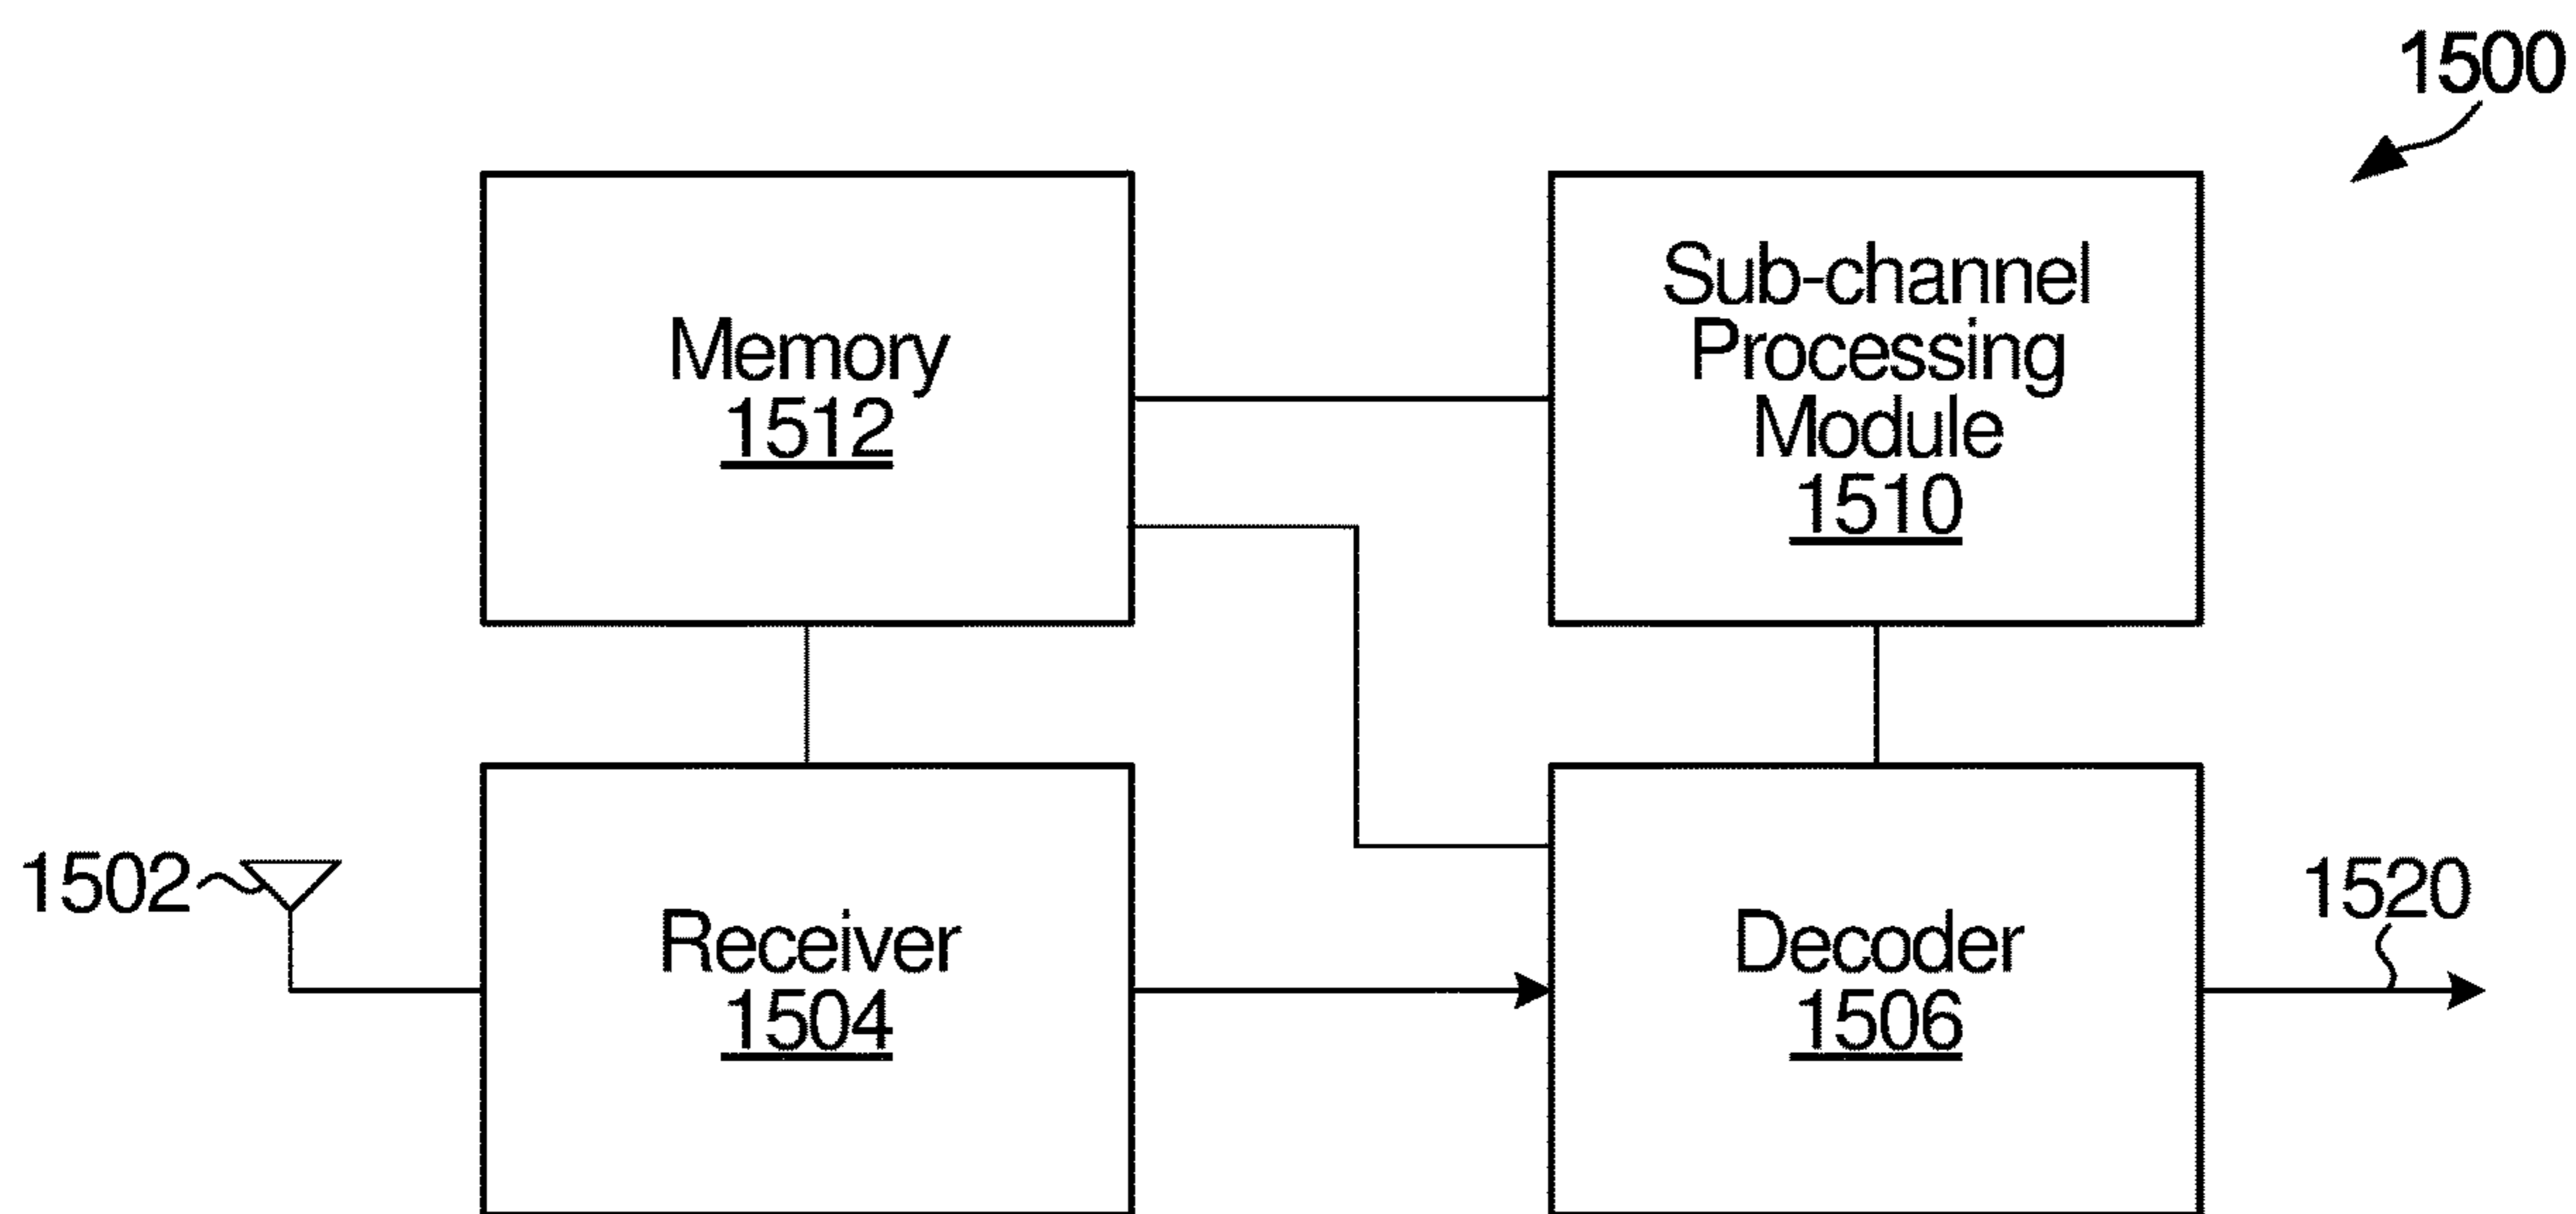 1500
Memory
1512
Sub-channel
Processing
Module
1510
1502
Receiver
1504
Decoder
1506
1520